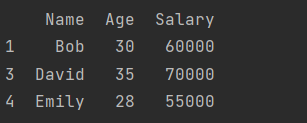 Name Age Salary
1 Bob 30 60000
3 David 35 70000
4 Emily 28 55000